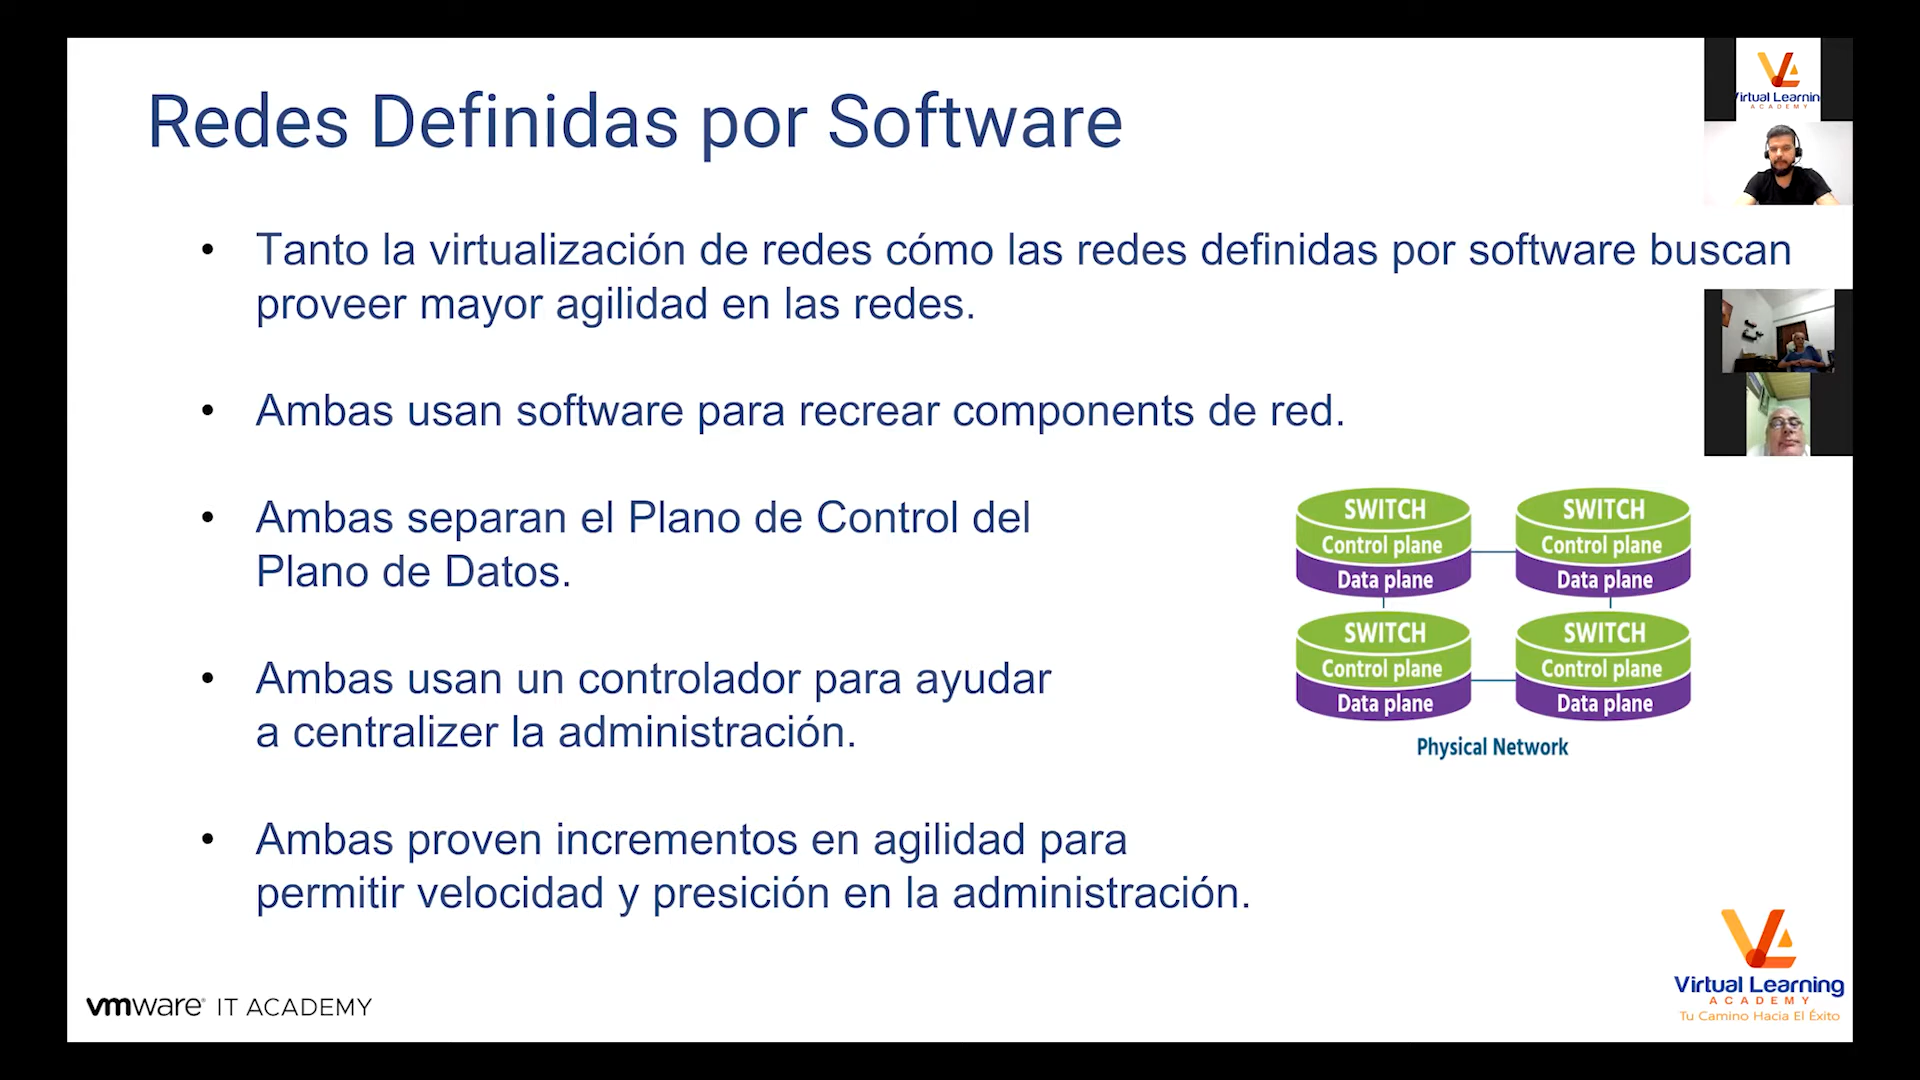 Redes Definidas por Software
Virtual Learnin
ACADEMY
• Tanto la virtualización de redes cómo las redes definidas por software buscan
proveer mayor agilidad en las redes.
• Ambas usan software para recrear components de red.
• Ambas separan el Plano de Control del
Plano de Datos.
• Ambas usan un controlador para ayudar
a centralizer la administración.
• Ambas proven incrementos en agilidad para
permitir velocidad y presición en la administración.
SWITCH
Control plane
Data plane
SWITCH
Control plane
Data plane
SWITCH
Control plane
Data plane
SWITCH
Control plane
Data plane
Physical Network
vmware® IT ACADEMY
Virtual Learning
ACADEMY
Tu Camino Hacia El Éxito